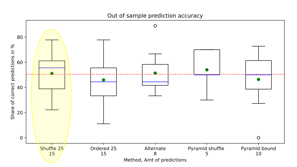 Out of sample prediction accuracy
Share of correct predictions in %
80
60
40
20
0
Shuffle 25 Ordered 25 Alternate Pyramid shuffle Pyramid bound
15 15 8 5 10
Method, Amt of predictions